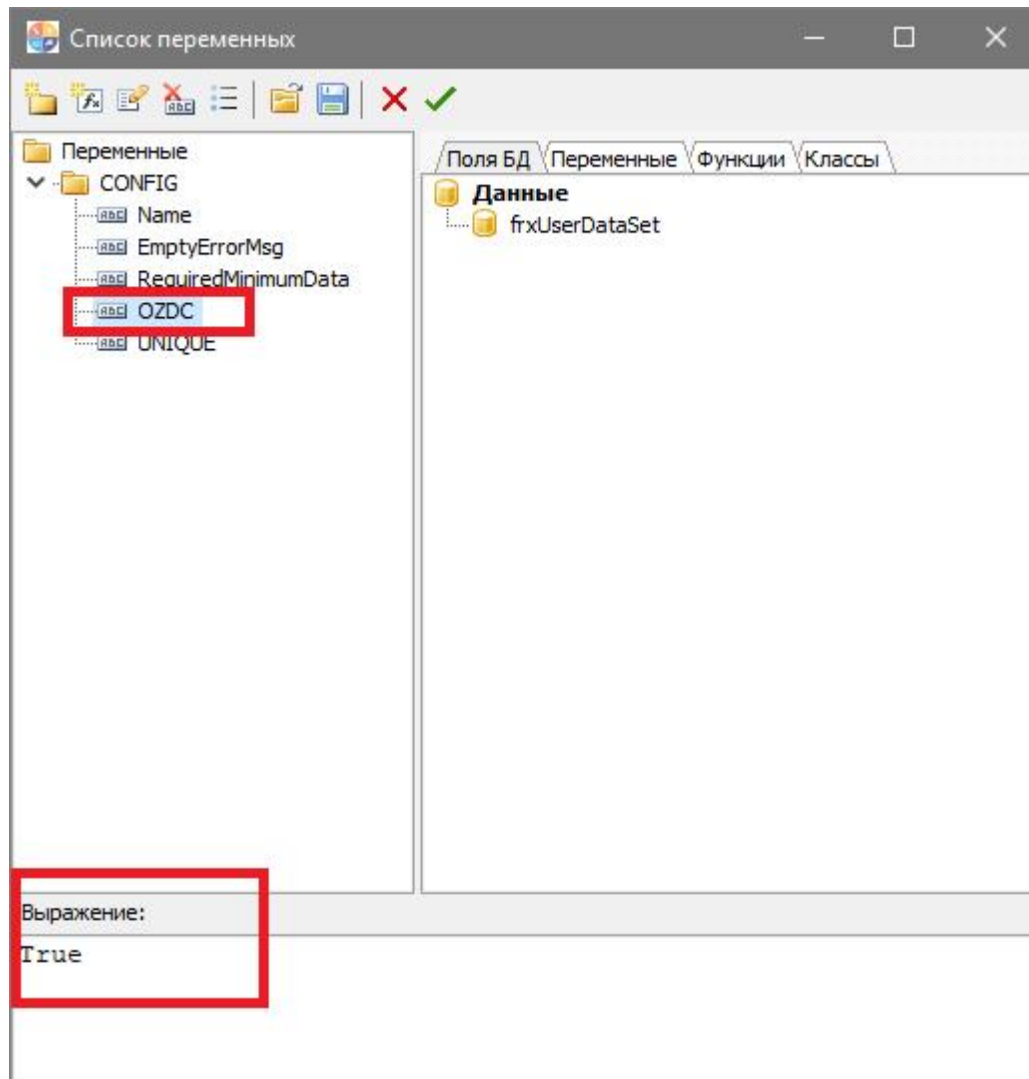 Список переменных
Переменные
CONFIG
Name
EmptyErrorMsg
RequiredMinimumData
OZDC
UNIQUE
Поля БД Переменные Функции Классы
Данные
frxUserDataSet
Выражение:
True